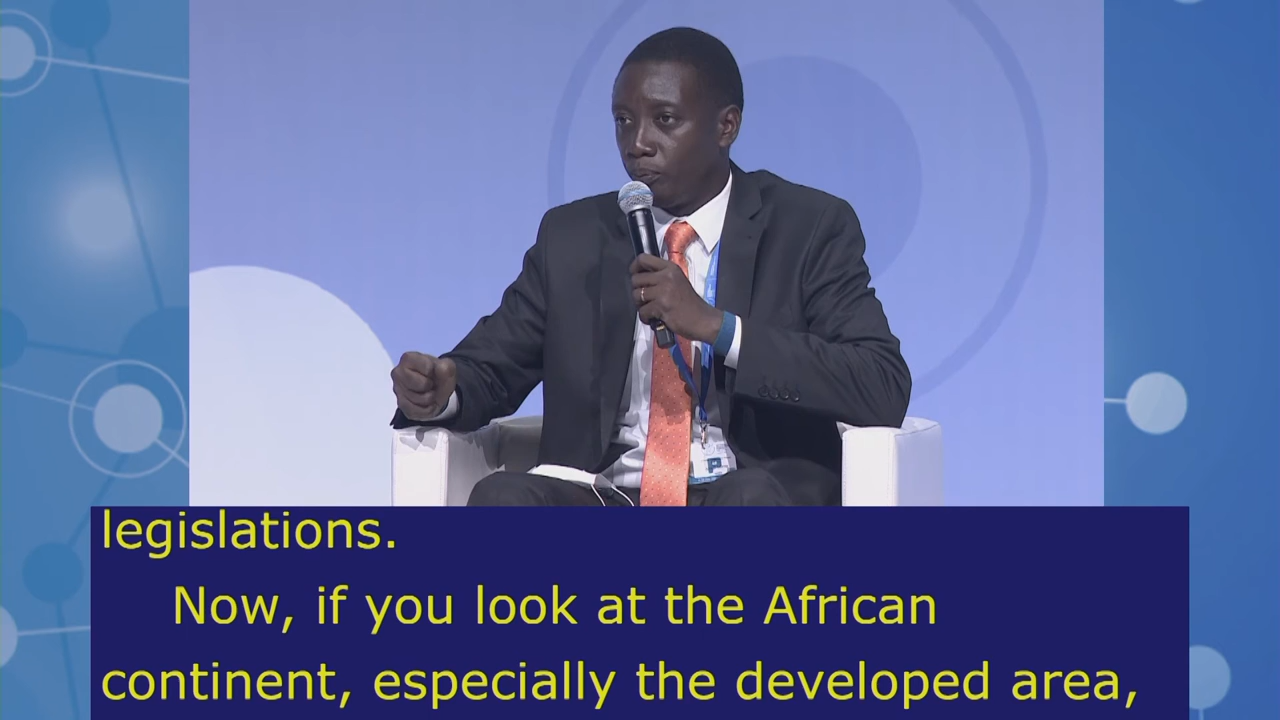 legislations.
Now, if you look at the African
continent, especially the developed area,
P